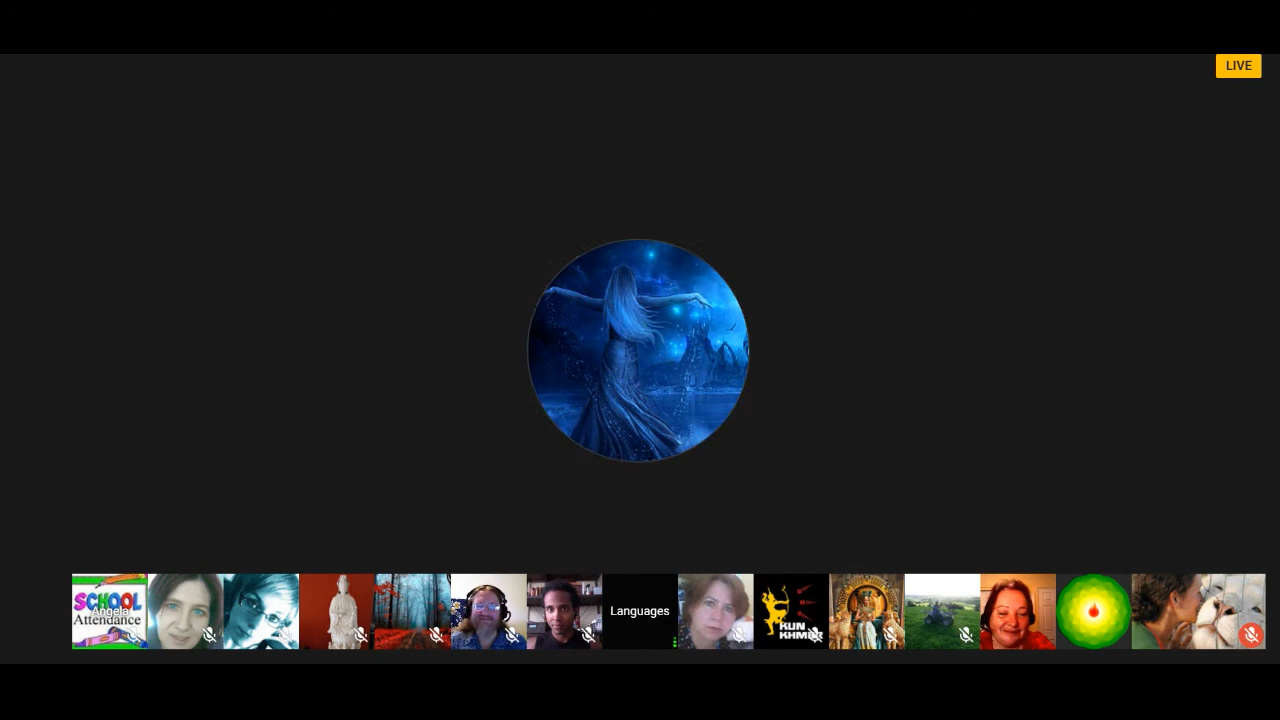 LIVE
SCHOOL
Angela
Attendance
Languages
KUN
KHMER